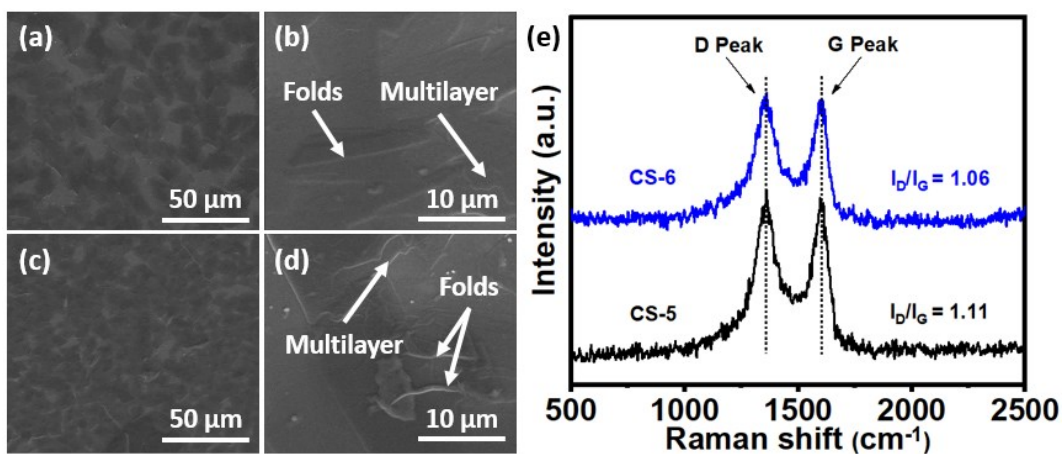 (a)
50 μm
(b)
Folds
Multilayer
10 μm
(c)
50 μm
(d)
Folds
Multilayer
10 μm
(e)
D Peak
G Peak
CS-6
I_D/I_G = 1.06
CS-5
I_D/I_G = 1.11
Intensity (a.u.)
500 1000 1500 2000 2500
Raman shift (cm⁻¹)